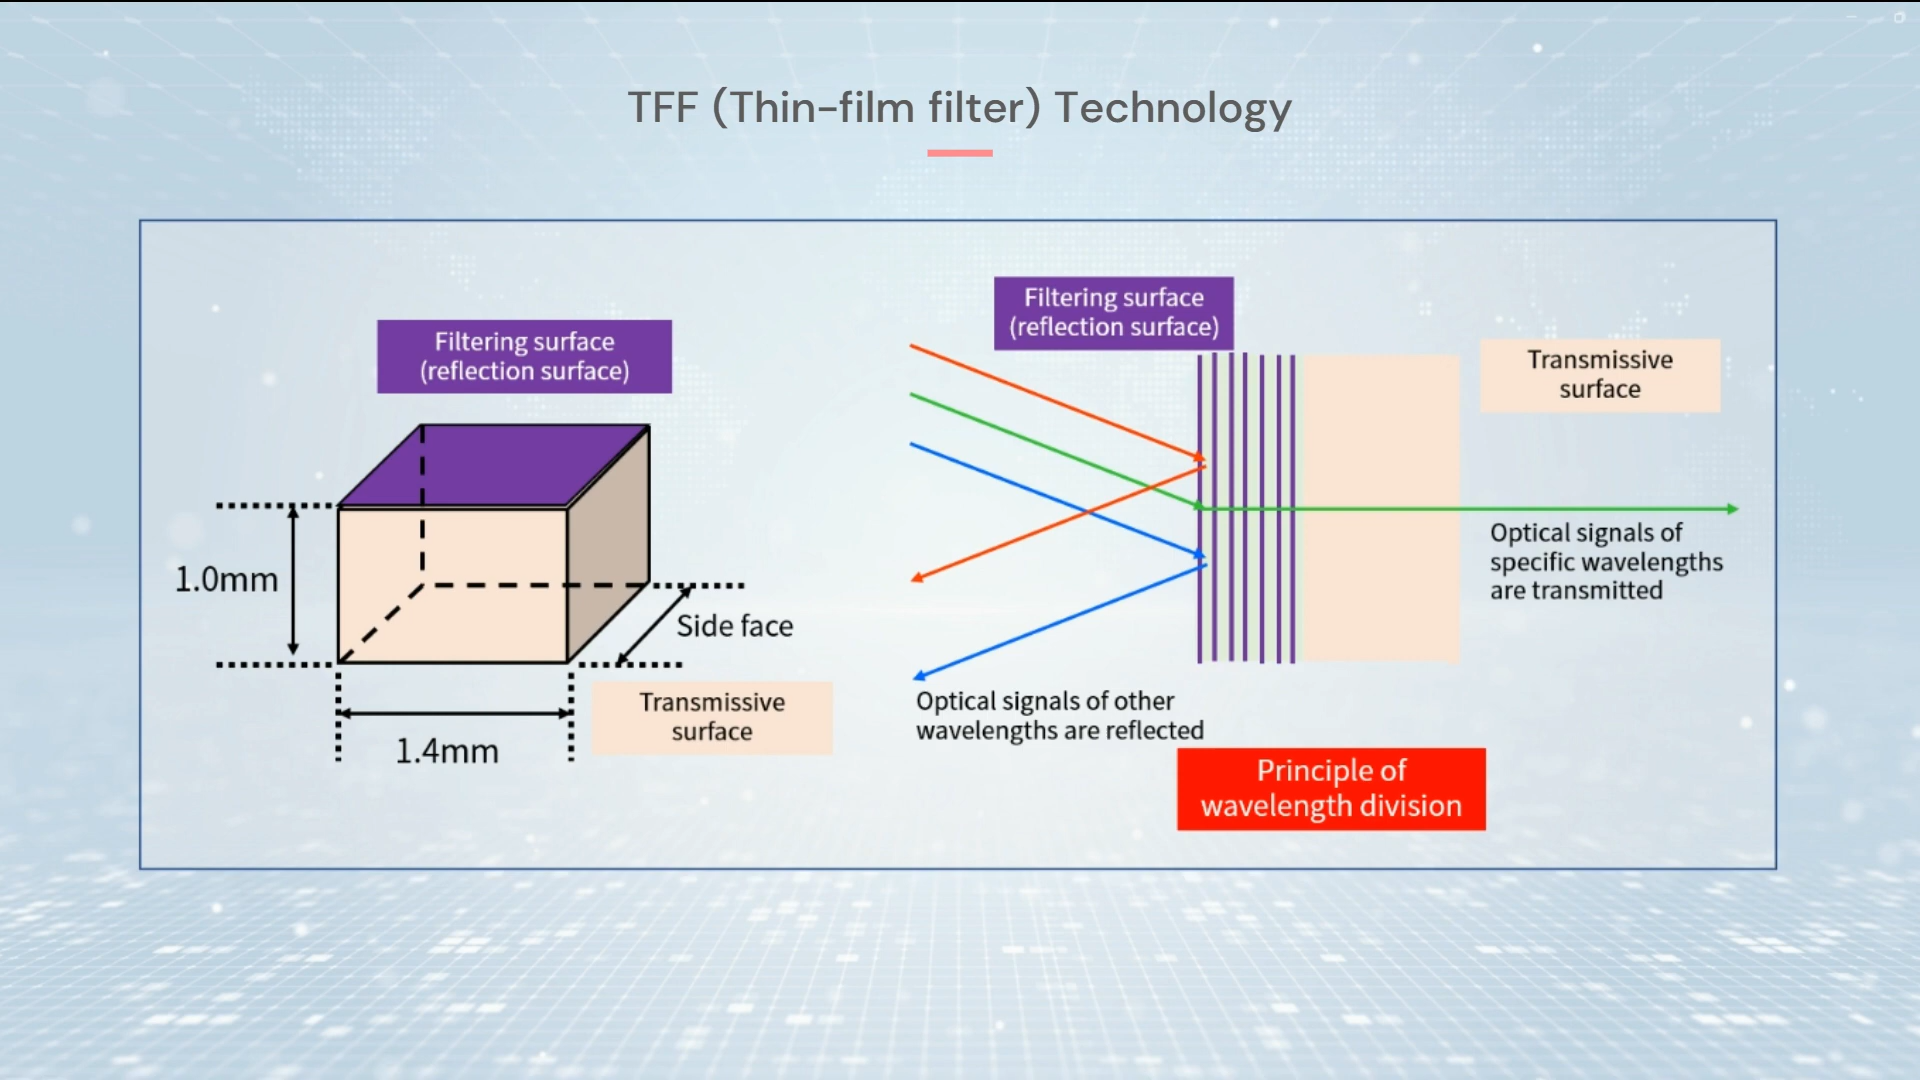 TFF (Thin-film filter) Technology
Filtering surface
(reflection surface)
1.0mm
Side face
Transmissive
surface
1.4mm
Filtering surface
(reflection surface)
Transmissive
surface
Optical signals of
specific wavelengths
are transmitted
Optical signals of other
wavelengths are reflected
Principle of
wavelength division